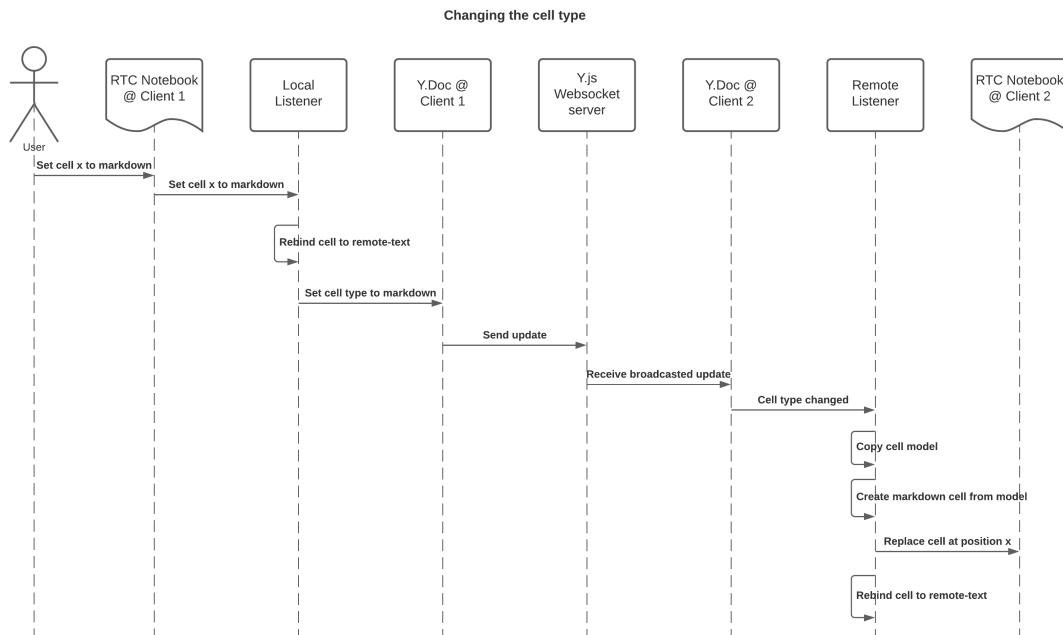 Changing the cell type
User
RTC Notebook
@ Client 1
Local
Listener
Y.Doc @
Client 1
Y.js
Websocket
server
Y.Doc @
Client 2
Remote
Listener
RTC Notebook
@ Client 2
Set cell x to markdown
Set cell x to markdown
Rebind cell to remote-text
Set cell type to markdown
Send update
Receive broadcasted update
Cell type changed
Copy cell model
Create markdown cell from model
Replace cell at position x
Rebind cell to remote-text